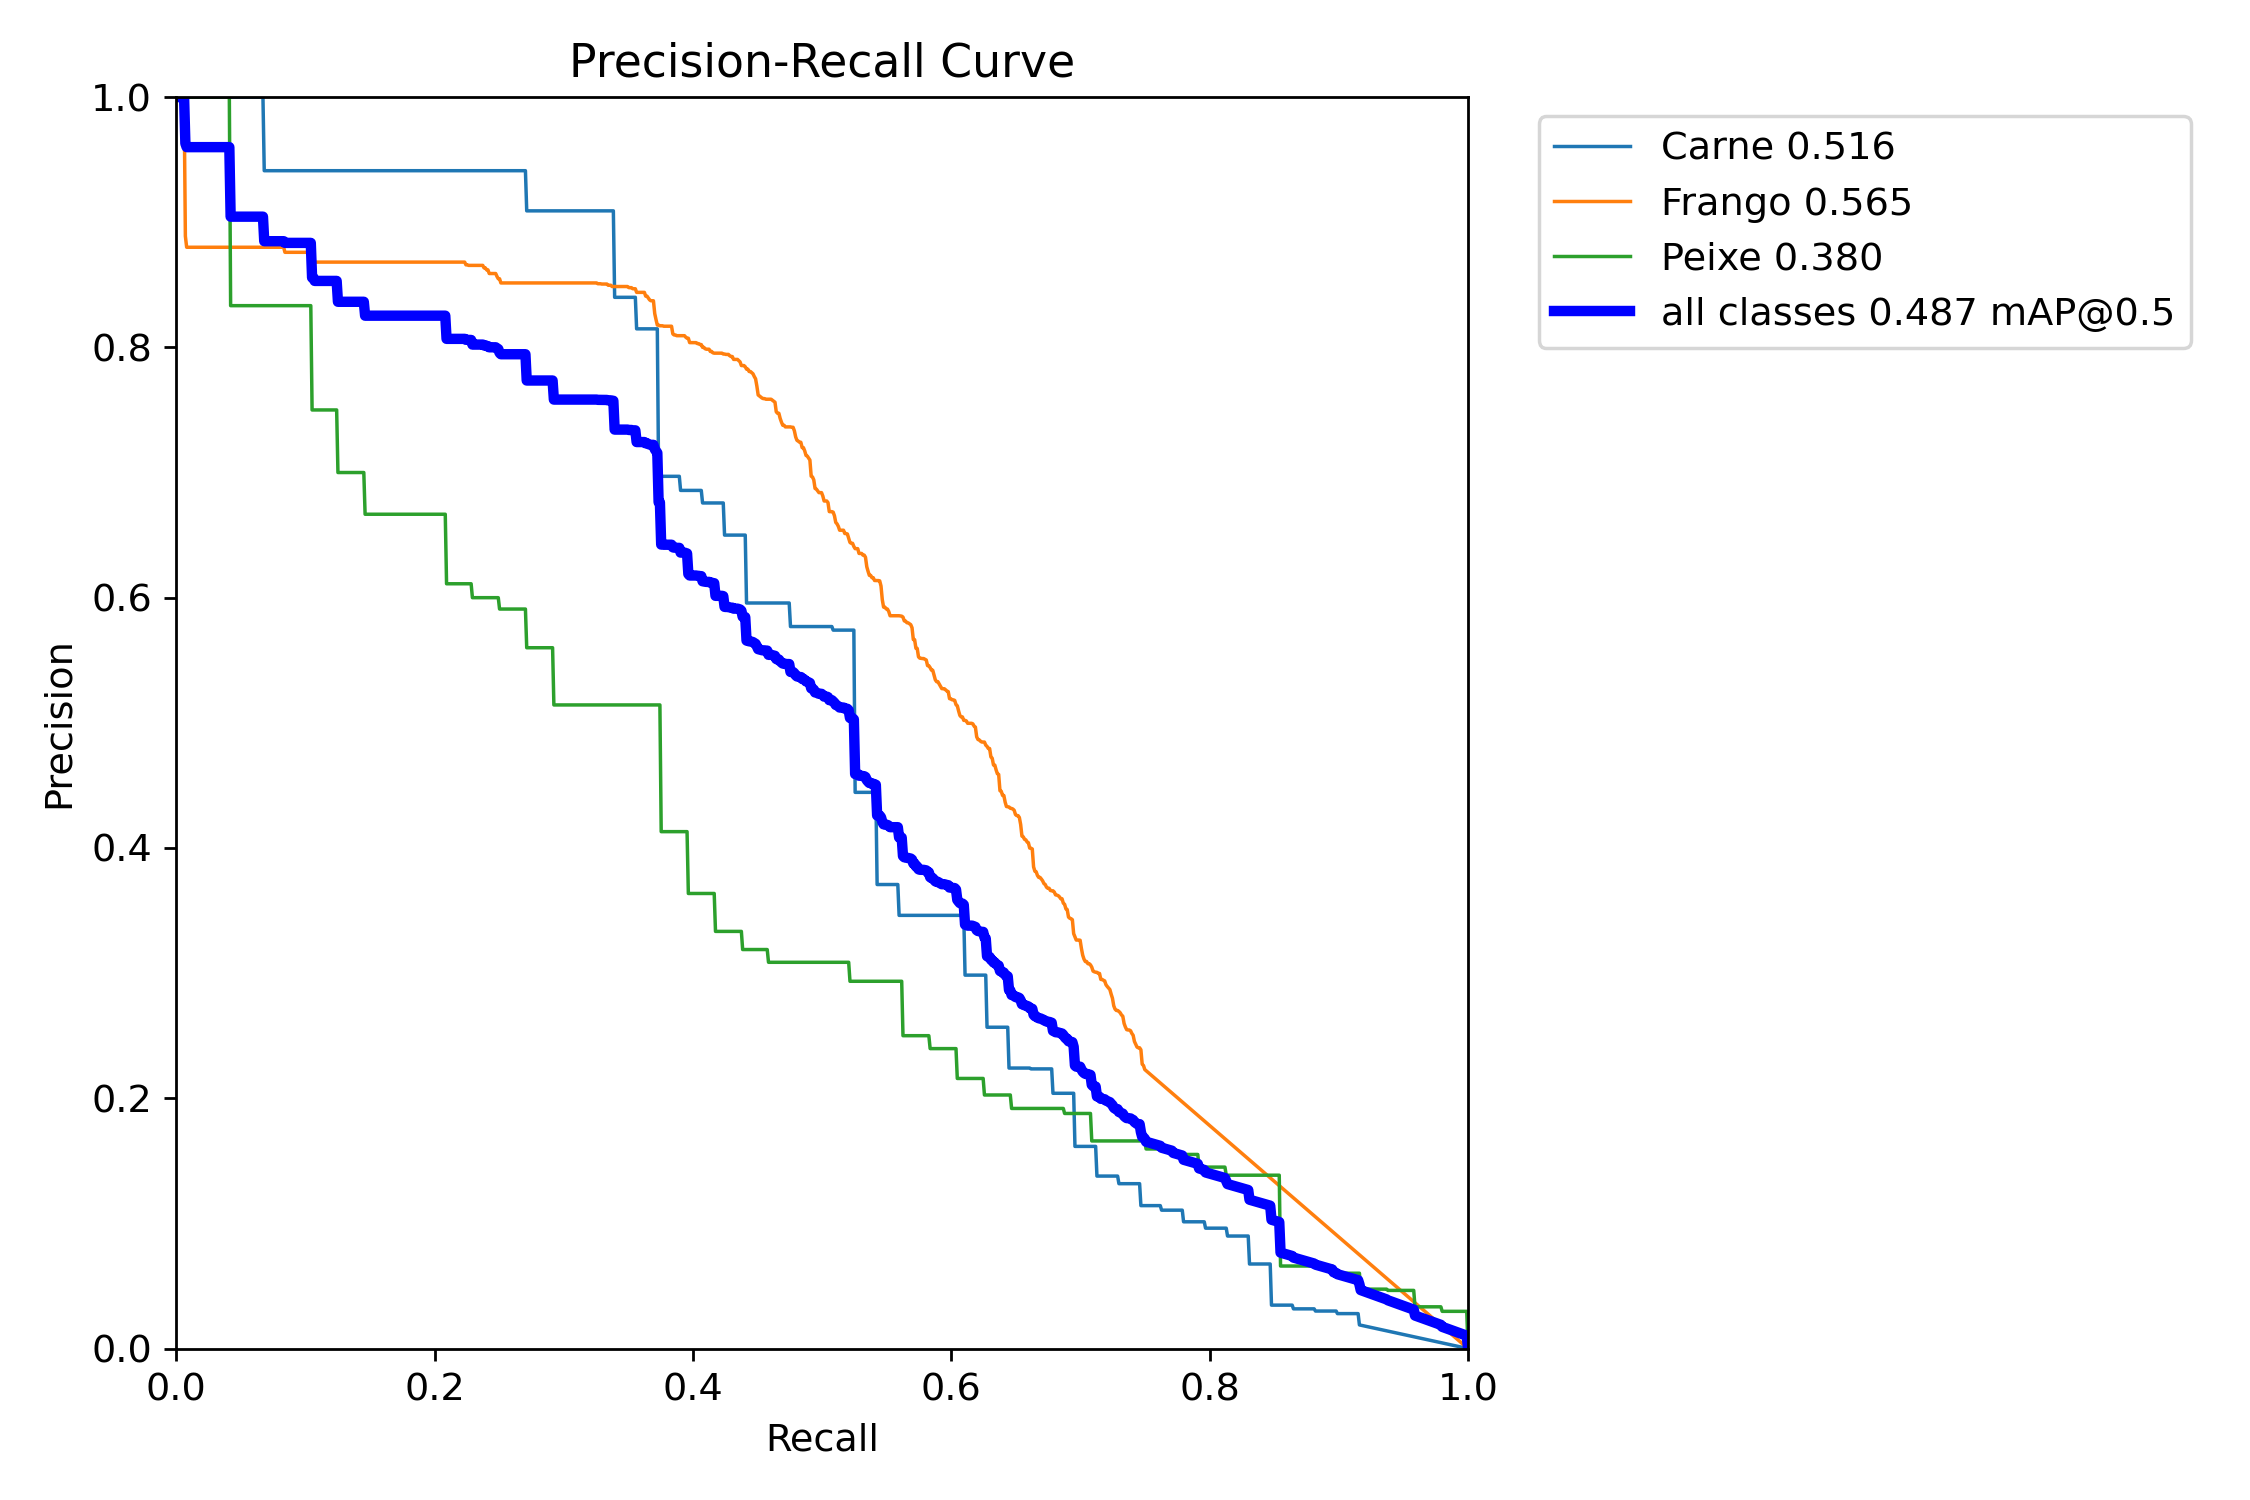 Precision-Recall Curve
1.0
0.8
0.6
0.4
0.2
0.0
Precision
0.0 0.2 0.4 0.6 0.8 1.0
Recall
Carne 0.516
Frango 0.565
Peixe 0.380
all classes 0.487 mAP@0.5